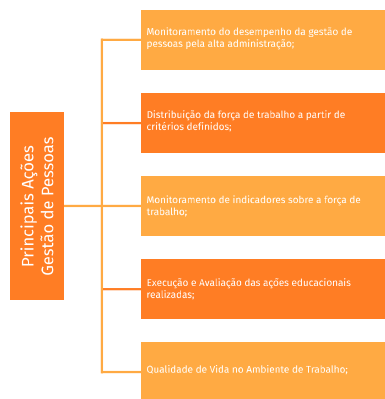 Principais Ações
Gestão de Pessoas
Monitoramento do desempenho da gestão de
pessoas pela alta administração;
Distribuição da força de trabalho a partir de
critérios definidos;
Monitoramento de indicadores sobre a força de
trabalho;
Execução e Avaliação das ações educacionais
realizadas;
Qualidade de Vida no Ambiente de Trabalho;